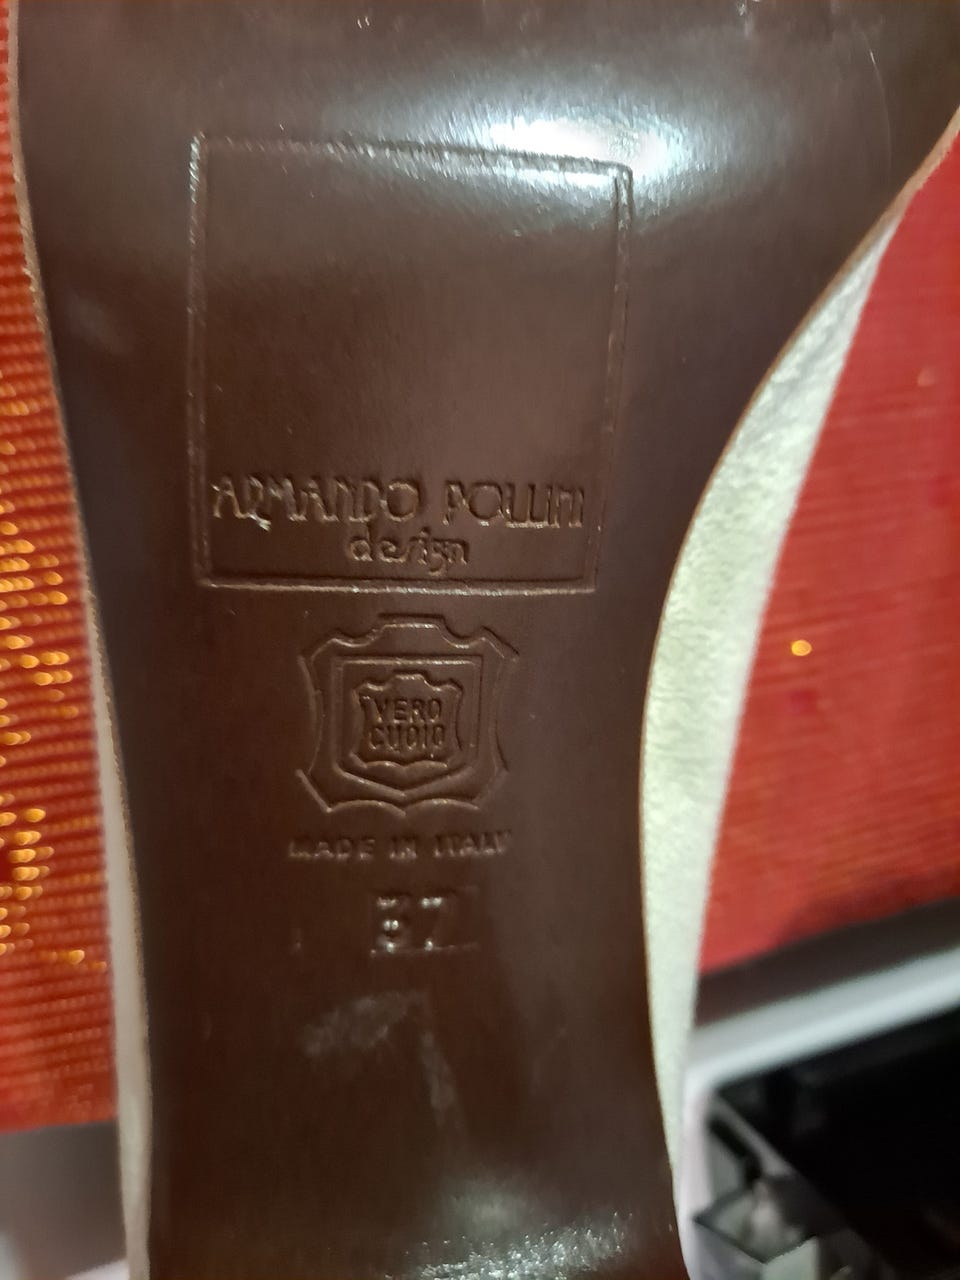 ARMANDO POLLINI
design
VERO
CUOIO
MADE IN ITALY
37